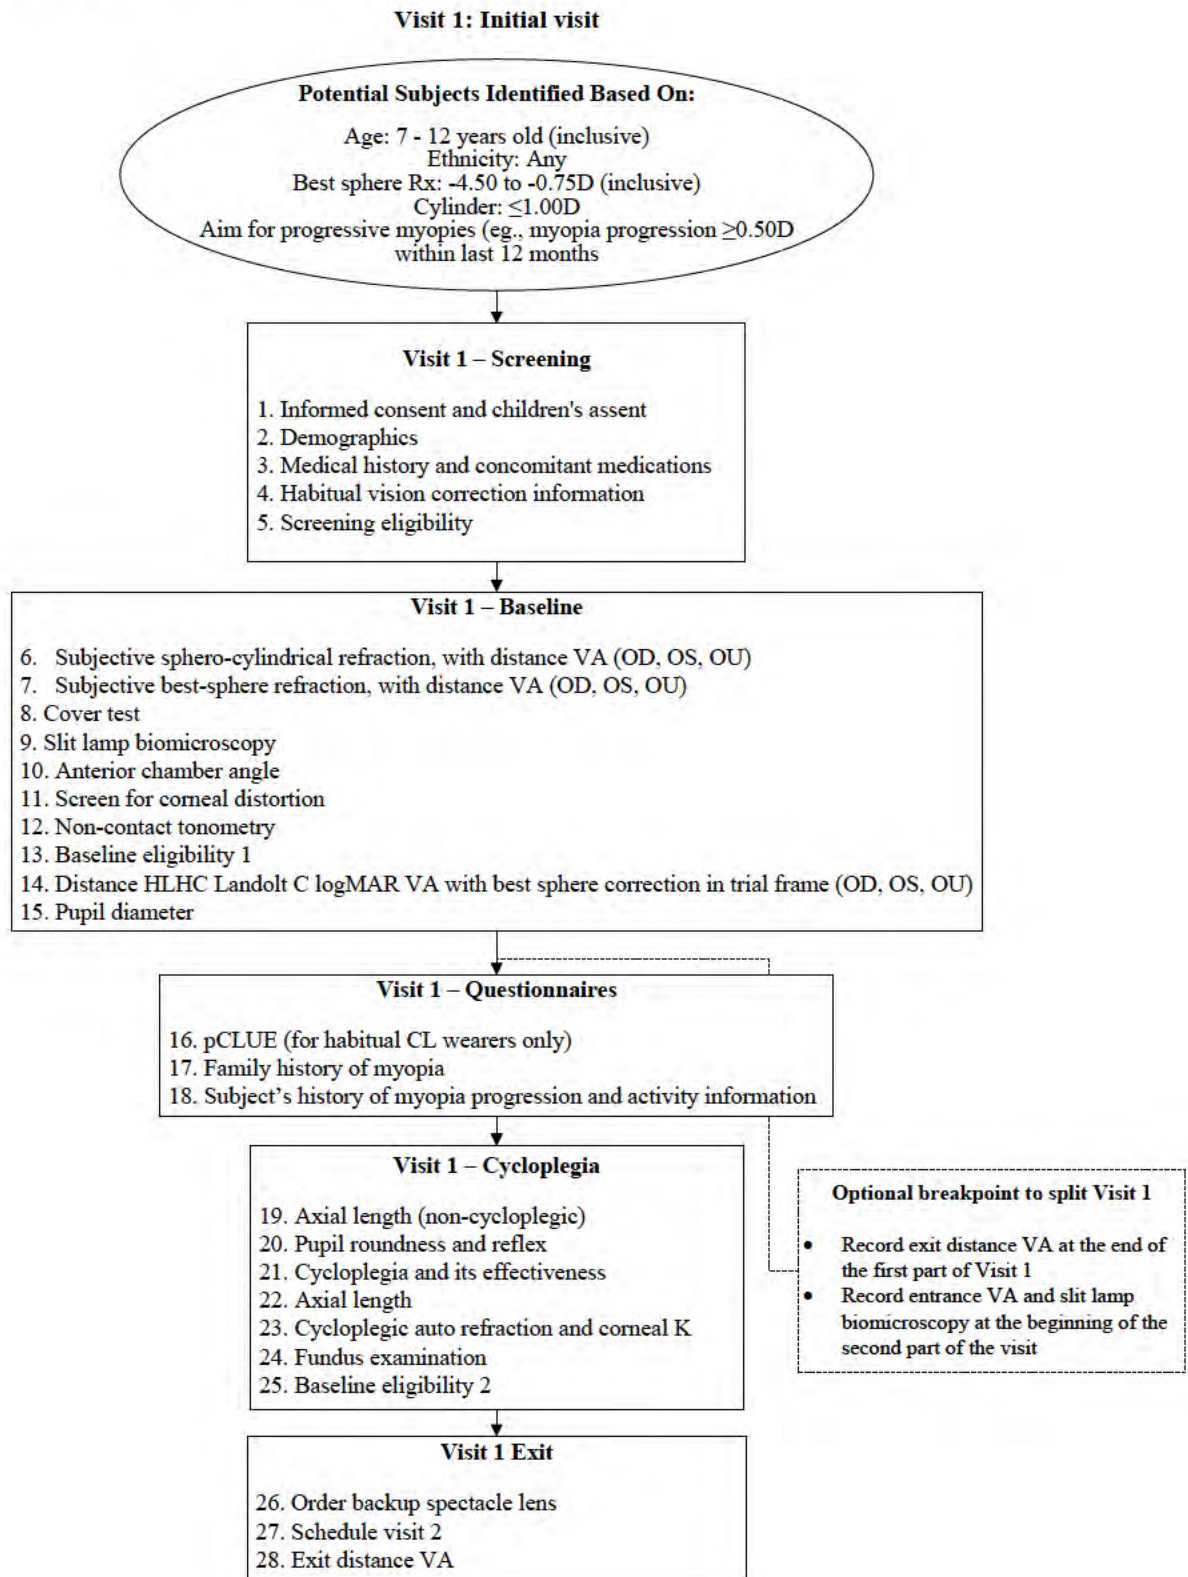 Visit 1: Initial visit
Potential Subjects Identified Based On:
Age: 7 - 12 years old (inclusive)
Ethnicity: Any
Best sphere Rx: -4.50 to -0.75D (inclusive)
Cylinder: ≤1.00D
Aim for progressive myopies (eg., myopia progression ≥0.50D
within last 12 months
Visit 1 – Screening
1. Informed consent and children's assent
2. Demographics
3. Medical history and concomitant medications
4. Habitual vision correction information
5. Screening eligibility
Visit 1 – Baseline
6. Subjective sphero-cylindrical refraction, with distance VA (OD, OS, OU)
7. Subjective best-sphere refraction, with distance VA (OD, OS, OU)
8. Cover test
9. Slit lamp biomicroscopy
10. Anterior chamber angle
11. Screen for corneal distortion
12. Non-contact tonometry
13. Baseline eligibility 1
14. Distance HLHC Landolt C logMAR VA with best sphere correction in trial frame (OD, OS, OU)
15. Pupil diameter
Visit 1 – Questionnaires
16. pCLUE (for habitual CL wearers only)
17. Family history of myopia
18. Subject's history of myopia progression and activity information
Visit 1 – Cycloplegia
19. Axial length (non-cycloplegic)
20. Pupil roundness and reflex
21. Cycloplegia and its effectiveness
22. Axial length
23. Cycloplegic auto refraction and corneal K
24. Fundus examination
25. Baseline eligibility 2
Optional breakpoint to split Visit 1
• Record exit distance VA at the end of
the first part of Visit 1
• Record entrance VA and slit lamp
biomicroscopy at the beginning of the
second part of the visit
Visit 1 Exit
26. Order backup spectacle lens
27. Schedule visit 2
28. Exit distance VA